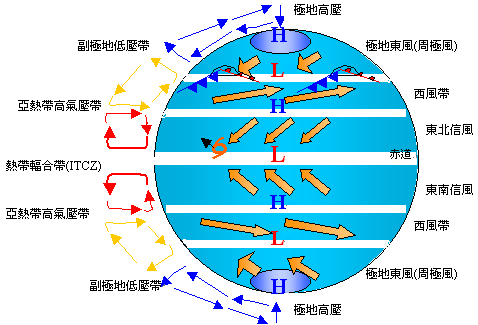 極地高壓
H
副極地低壓帶
極地東風(周極風)
L
西風帶
亞熱帶高氣壓帶
H
東北信風
L
赤道
熱帶輻合帶(ITCZ)
東南信風
H
亞熱帶高氣壓帶
西風帶
L
極地東風(周極風)
副極地低壓帶
H
極地高壓